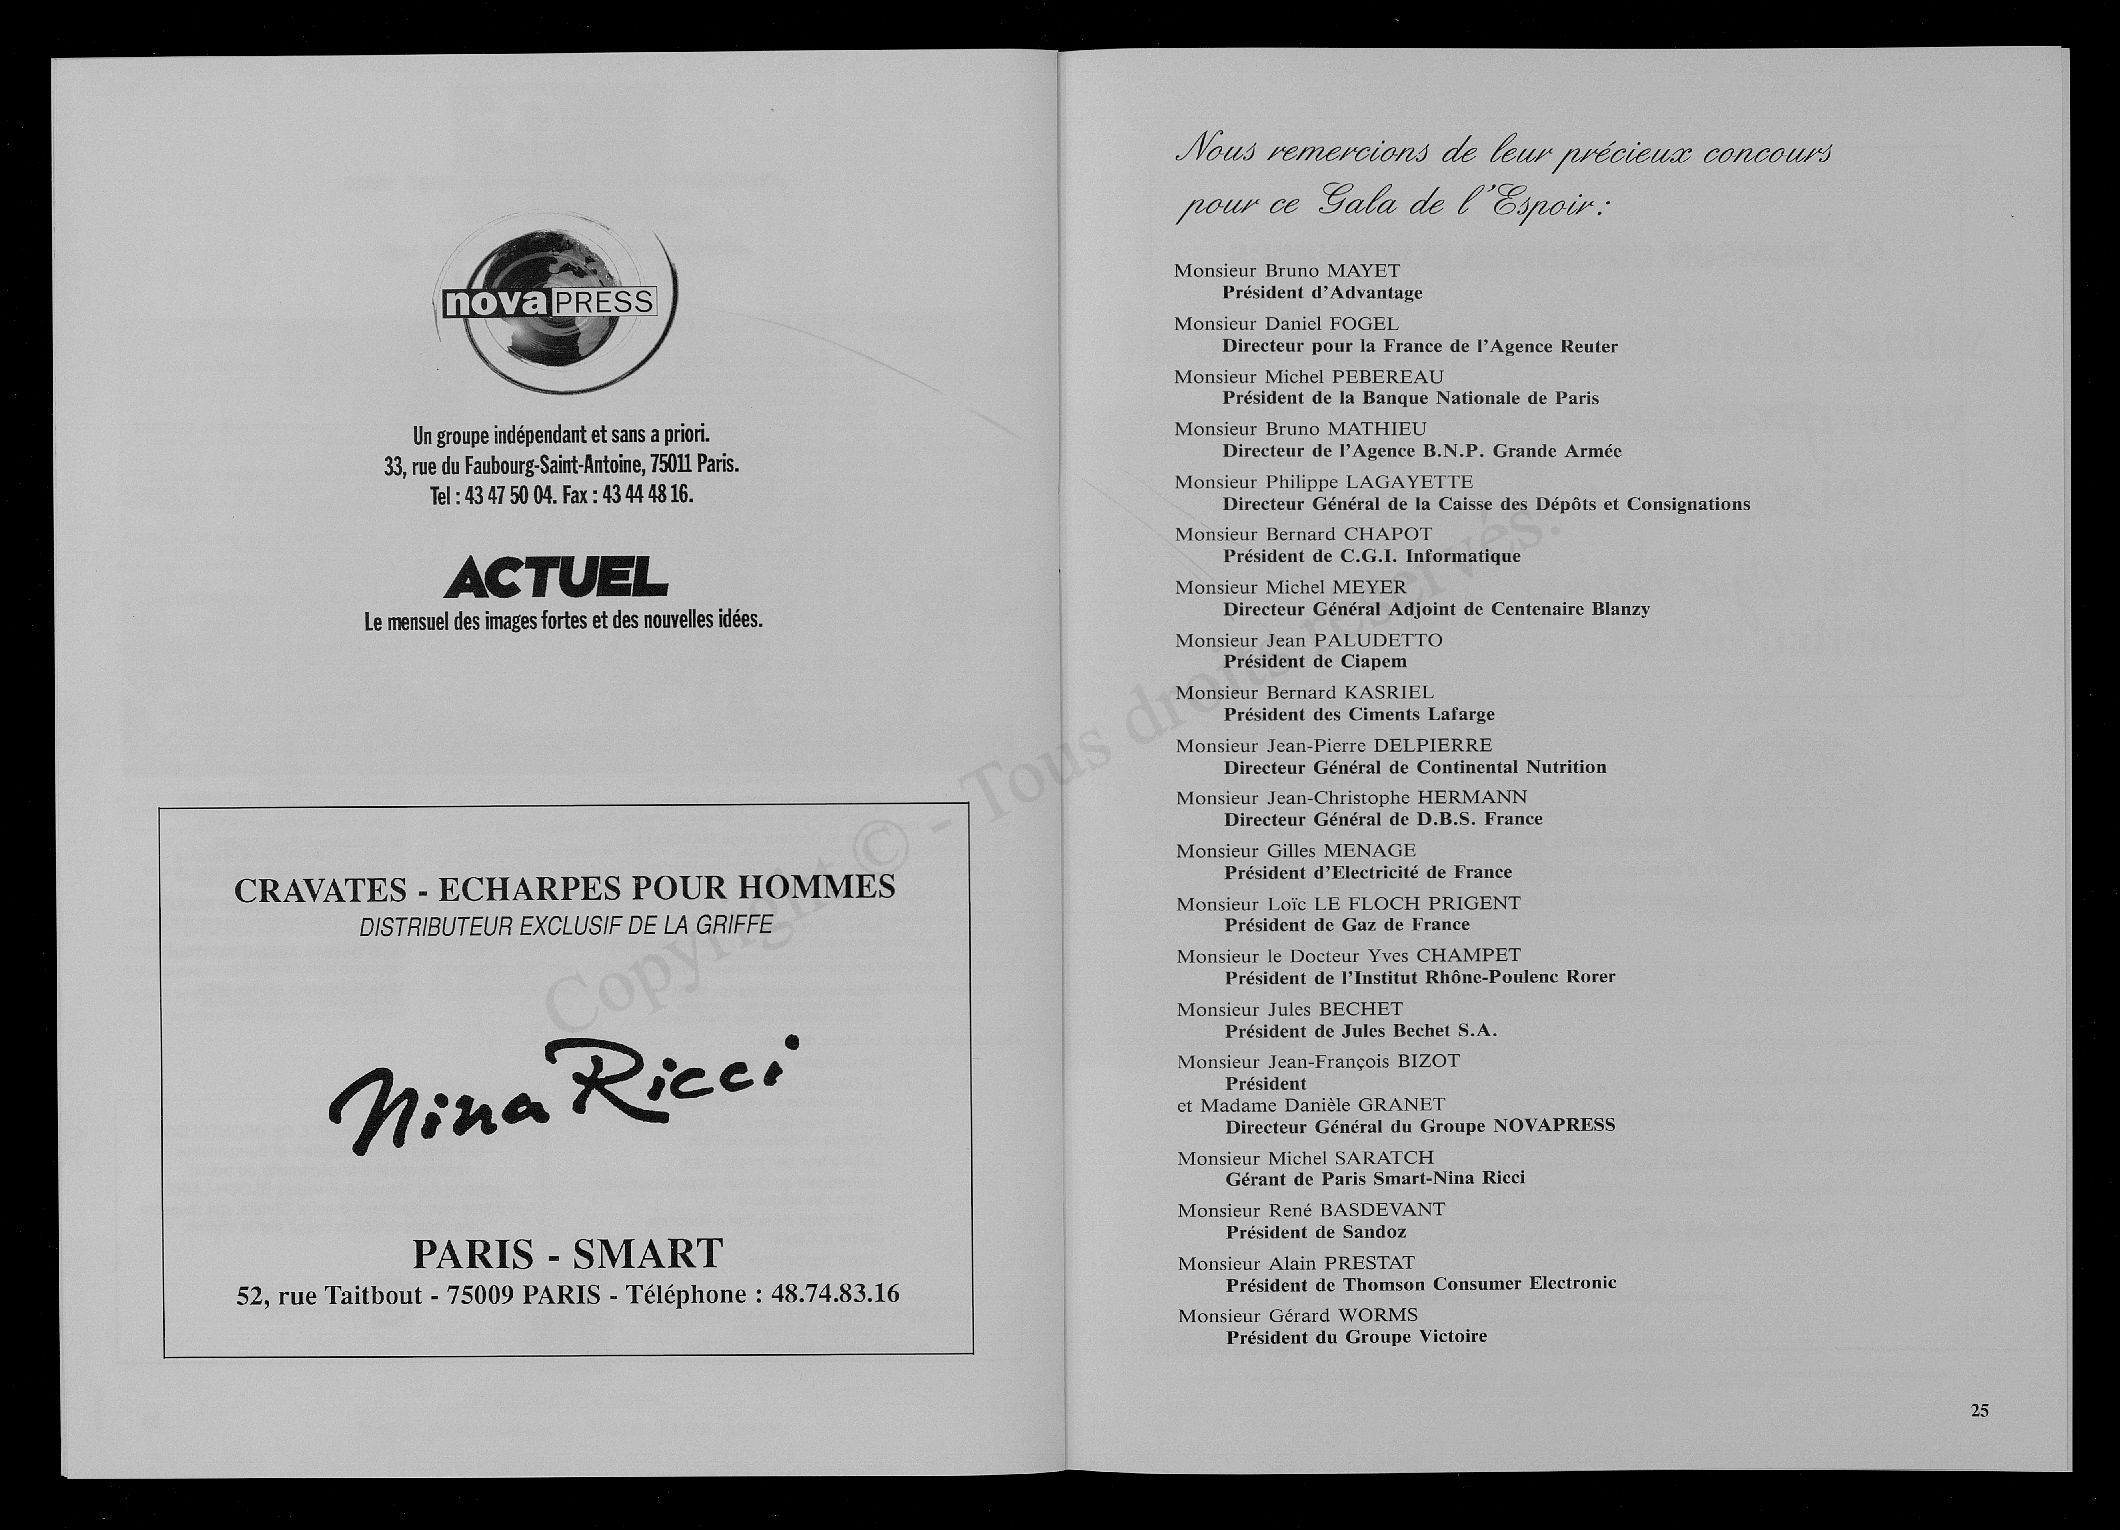 nova PRESS
Un groupe indépendant et sans a priori.
33, rue du Faubourg-Saint-Antoine, 75011 Paris.
Tel : 43 47 50 04. Fax : 43 44 48 16.
ACTUEL
Le mensuel des images fortes et des nouvelles idées.
CRAVATES - ECHARPES POUR HOMMES
DISTRIBUTEUR EXCLUSIF DE LA GRIFFE
Nina Ricci
PARIS - SMART
52, rue Taitbout - 75009 PARIS - Téléphone : 48.74.83.16
Nous remercions de leur précieux concours
pour ce Gala de l'Espoir :
Monsieur Bruno MAYET
Président d'Advantage
Monsieur Daniel FOGEL
Directeur pour la France de l'Agence Reuter
Monsieur Michel PEBEREAU
Président de la Banque Nationale de Paris
Monsieur Bruno MATHIEU
Directeur de l'Agence B.N.P. Grande Armée
Monsieur Philippe LAGAYETTE
Directeur Général de la Caisse des Dépôts et Consignations
Monsieur Bernard CHAPOT
Président de C.G.I. Informatique
Monsieur Michel MEYER
Directeur Général Adjoint de Centenaire Blanzy
Monsieur Jean PALUDETTO
Président de Ciapem
Monsieur Bernard KASRIEL
Président des Ciments Lafarge
Monsieur Jean-Pierre DELPIERRE
Directeur Général de Continental Nutrition
Monsieur Jean-Christophe HERMANN
Directeur Général de D.B.S. France
Monsieur Gilles MENAGE
Président d'Electricité de France
Monsieur Loïc LE FLOCH PRIGENT
Président de Gaz de France
Monsieur le Docteur Yves CHAMPET
Président de l'Institut Rhône-Poulenc Rorer
Monsieur Jules BECHET
Président de Jules Bechet S.A.
Monsieur Jean-François BIZOT
Président
et Madame Danièle GRANET
Directeur Général du Groupe NOVAPRESS
Monsieur Michel SARATCH
Gérant de Paris Smart-Nina Ricci
Monsieur René BASDEVANT
Président de Sandoz
Monsieur Alain PRESTAT
Président de Thomson Consumer Electronic
Monsieur Gérard WORMS
Président du Groupe Victoire
25
Copyright © - Tous droits réservés.